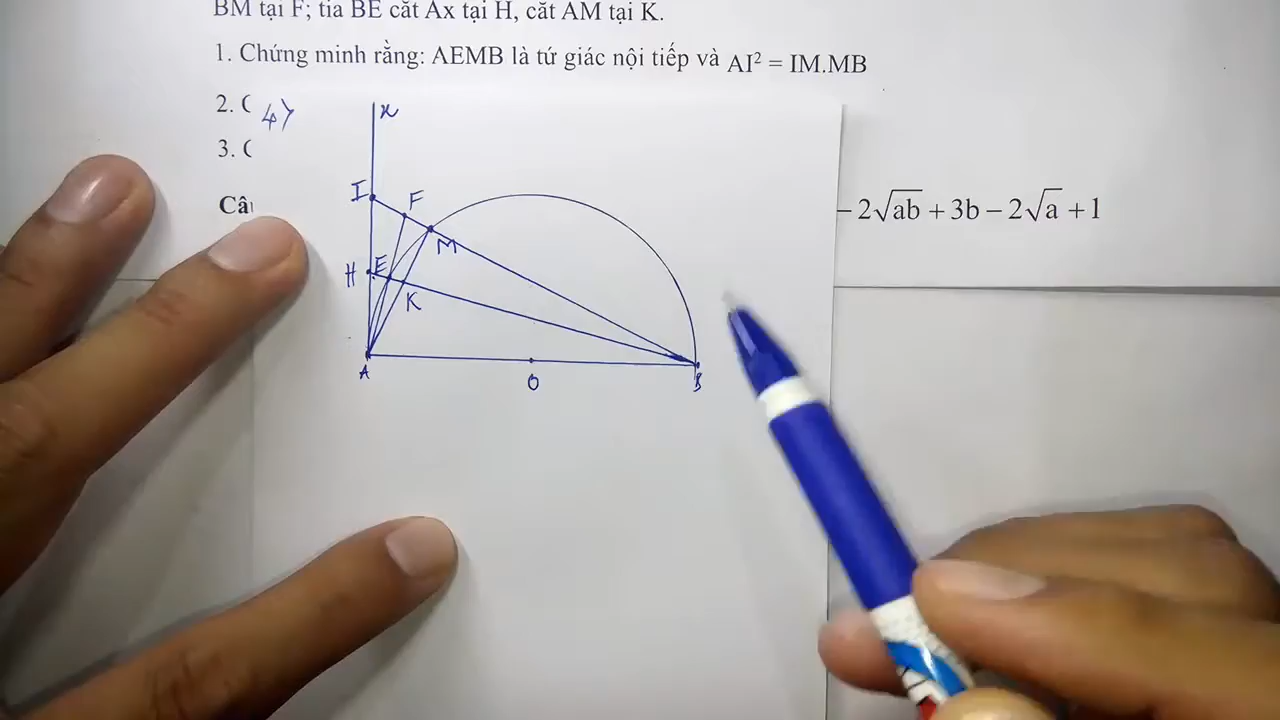 BM tại F; tia BE cắt Ax tại H, cắt AM tại K.
1. Chứng minh rằng: AEMB là tứ giác nội tiếp và AI² = IM.MB
2. C 4>
x
3. C
I F
Câu − 2√ab + 3b − 2√a + 1
M
H E
K
A O B